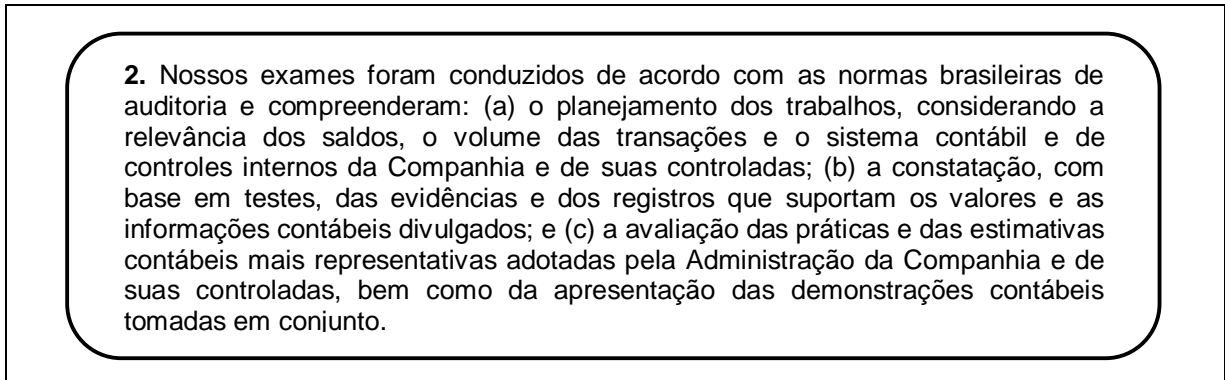 2. Nossos exames foram conduzidos de acordo com as normas brasileiras de
auditoria e compreenderam: (a) o planejamento dos trabalhos, considerando a
relevância dos saldos, o volume das transações e o sistema contábil e de
controles internos da Companhia e de suas controladas; (b) a constatação, com
base em testes, das evidências e dos registros que suportam os valores e as
informações contábeis divulgados; e (c) a avaliação das práticas e das estimativas
contábeis mais representativas adotadas pela Administração da Companhia e de
suas controladas, bem como da apresentação das demonstrações contábeis
tomadas em conjunto.